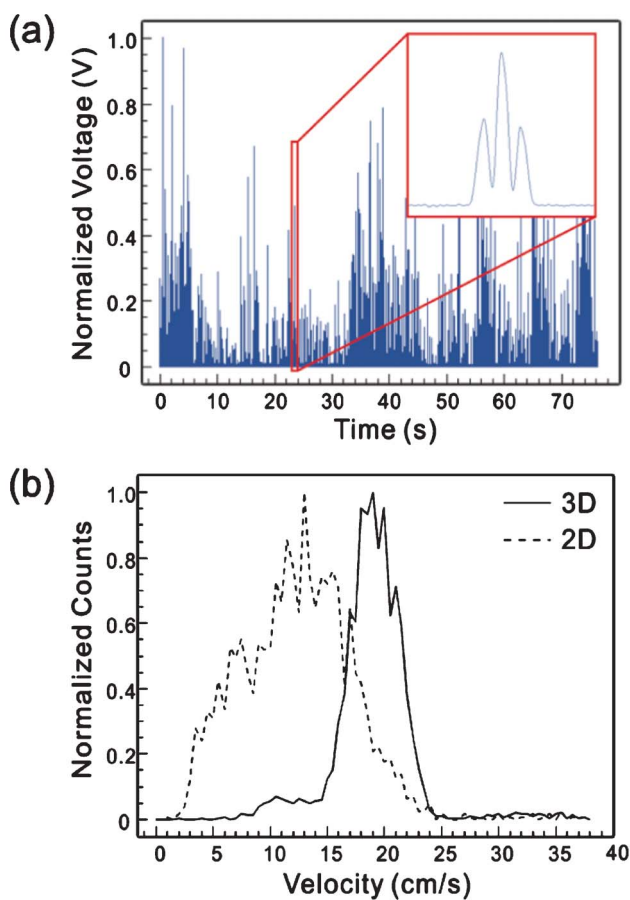 (a)
Normalized Voltage (V)
1.0
0.8
0.6
0.4
0.2
0
0 10 20 30 40 50 60 70
Time (s)
(b)
Normalized Counts
1.0
0.8
0.6
0.4
0.2
0
3D
2D
0 5 10 15 20 25 30 35 40
Velocity (cm/s)